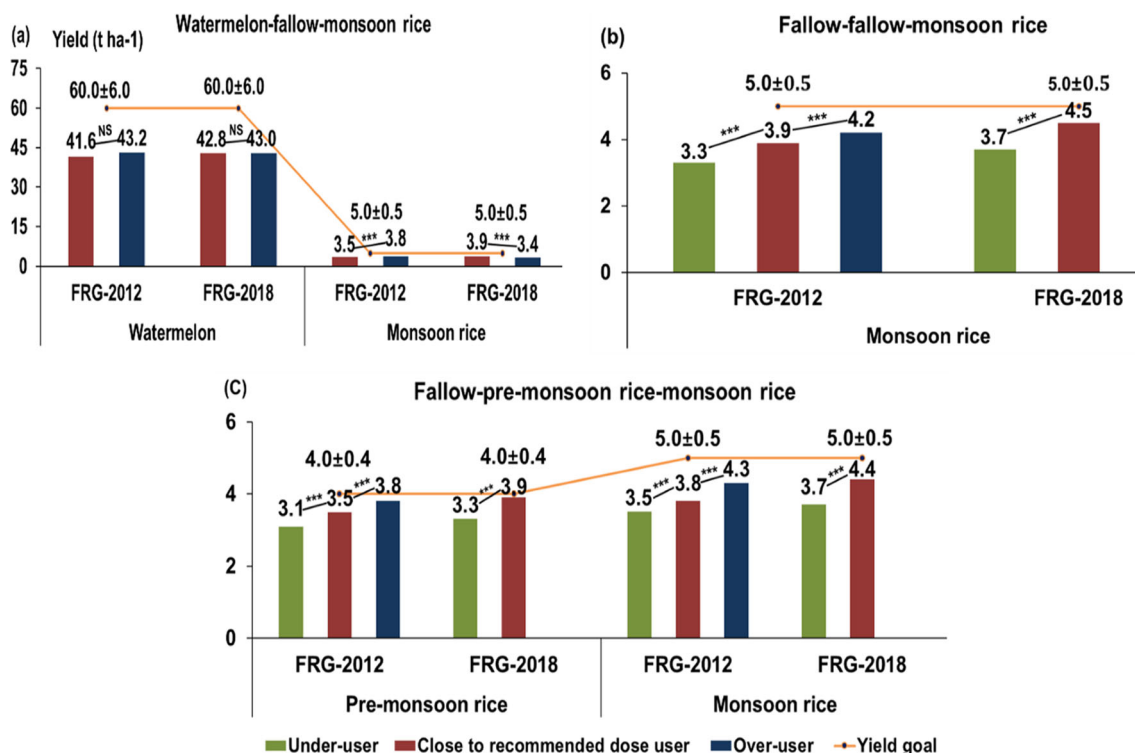 (a)
Watermelon-fallow-monsoon rice
Yield (t ha-1)
75
60
45
30
15
0
60.0±6.0
60.0±6.0
41.6
NS
43.2
42.8
NS
43.0
5.0±0.5
5.0±0.5
3.5
***
3.8
3.9
***
3.4
FRG-2012
FRG-2018
FRG-2012
FRG-2018
Watermelon
Monsoon rice
(b)
Fallow-fallow-monsoon rice
6
4
2
0
5.0±0.5
5.0±0.5
3.3
***
3.9
***
4.2
3.7
***
4.5
FRG-2012
FRG-2018
Monsoon rice
(C)
Fallow-pre-monsoon rice-monsoon rice
6
4
2
0
4.0±0.4
4.0±0.4
5.0±0.5
5.0±0.5
3.1
***
3.5
***
3.8
3.3
***
3.9
3.5
***
3.8
***
4.3
3.7
***
4.4
FRG-2012
FRG-2018
FRG-2012
FRG-2018
Pre-monsoon rice
Monsoon rice
Under-user
Close to recommended dose user
Over-user
Yield goal